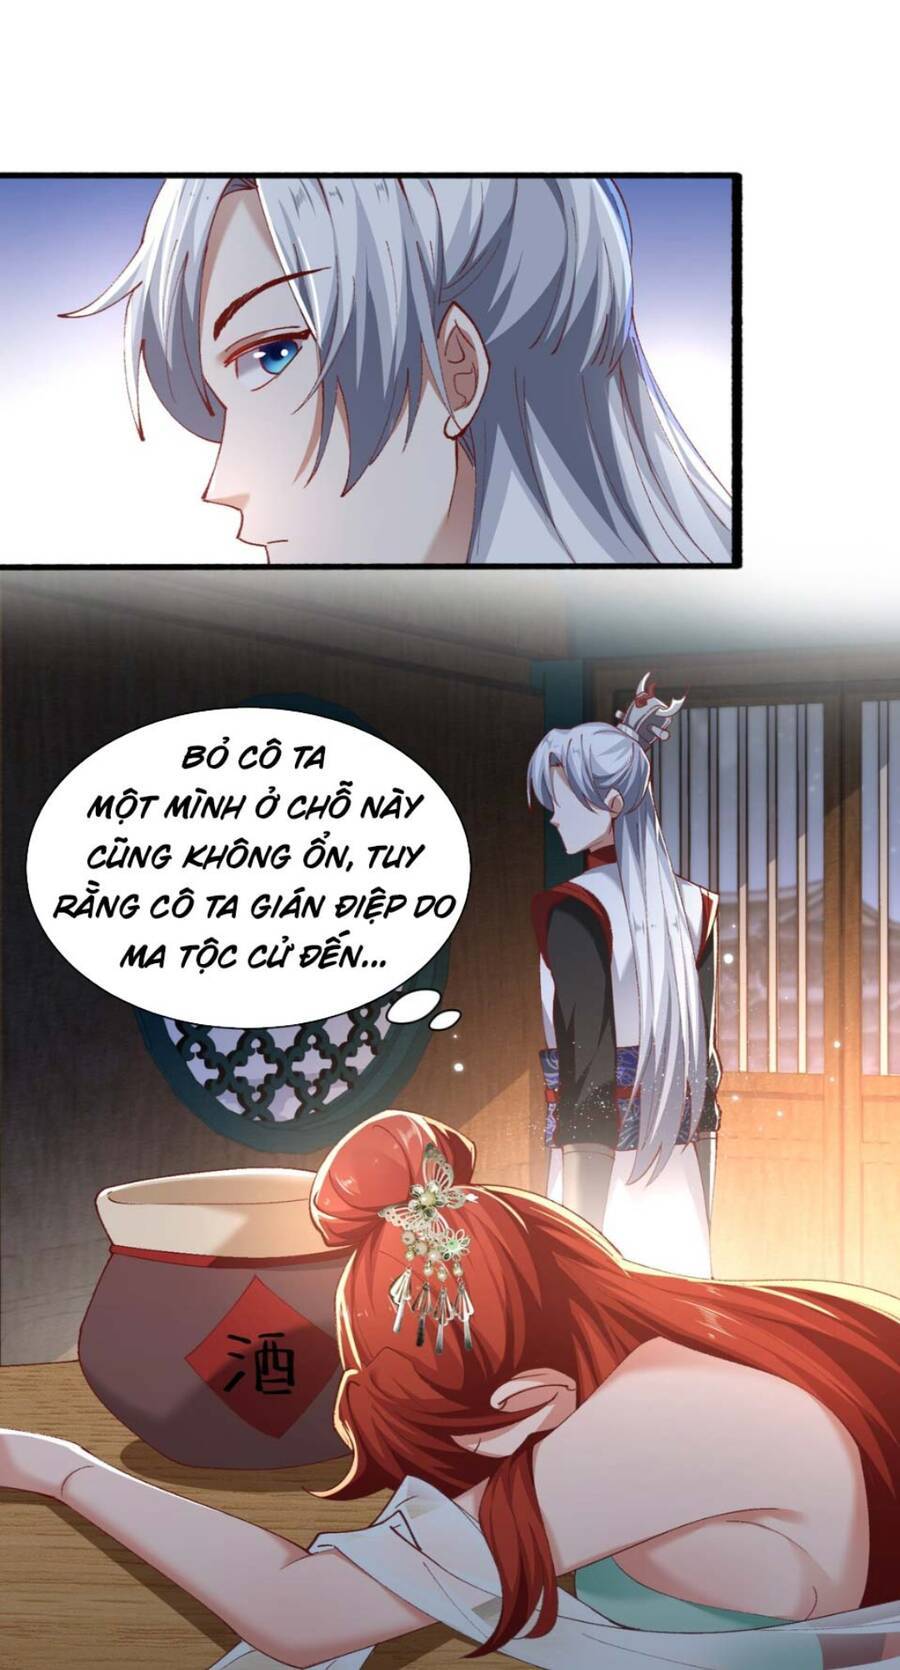 BỎ CÔ TA
MỘT MÌNH Ở CHỖ NÀY
CŨNG KHÔNG ỔN, TUY
RẰNG CÔ TA GIÁN ĐIỆP DO
MA TỘC CỬ ĐẾN...
酒